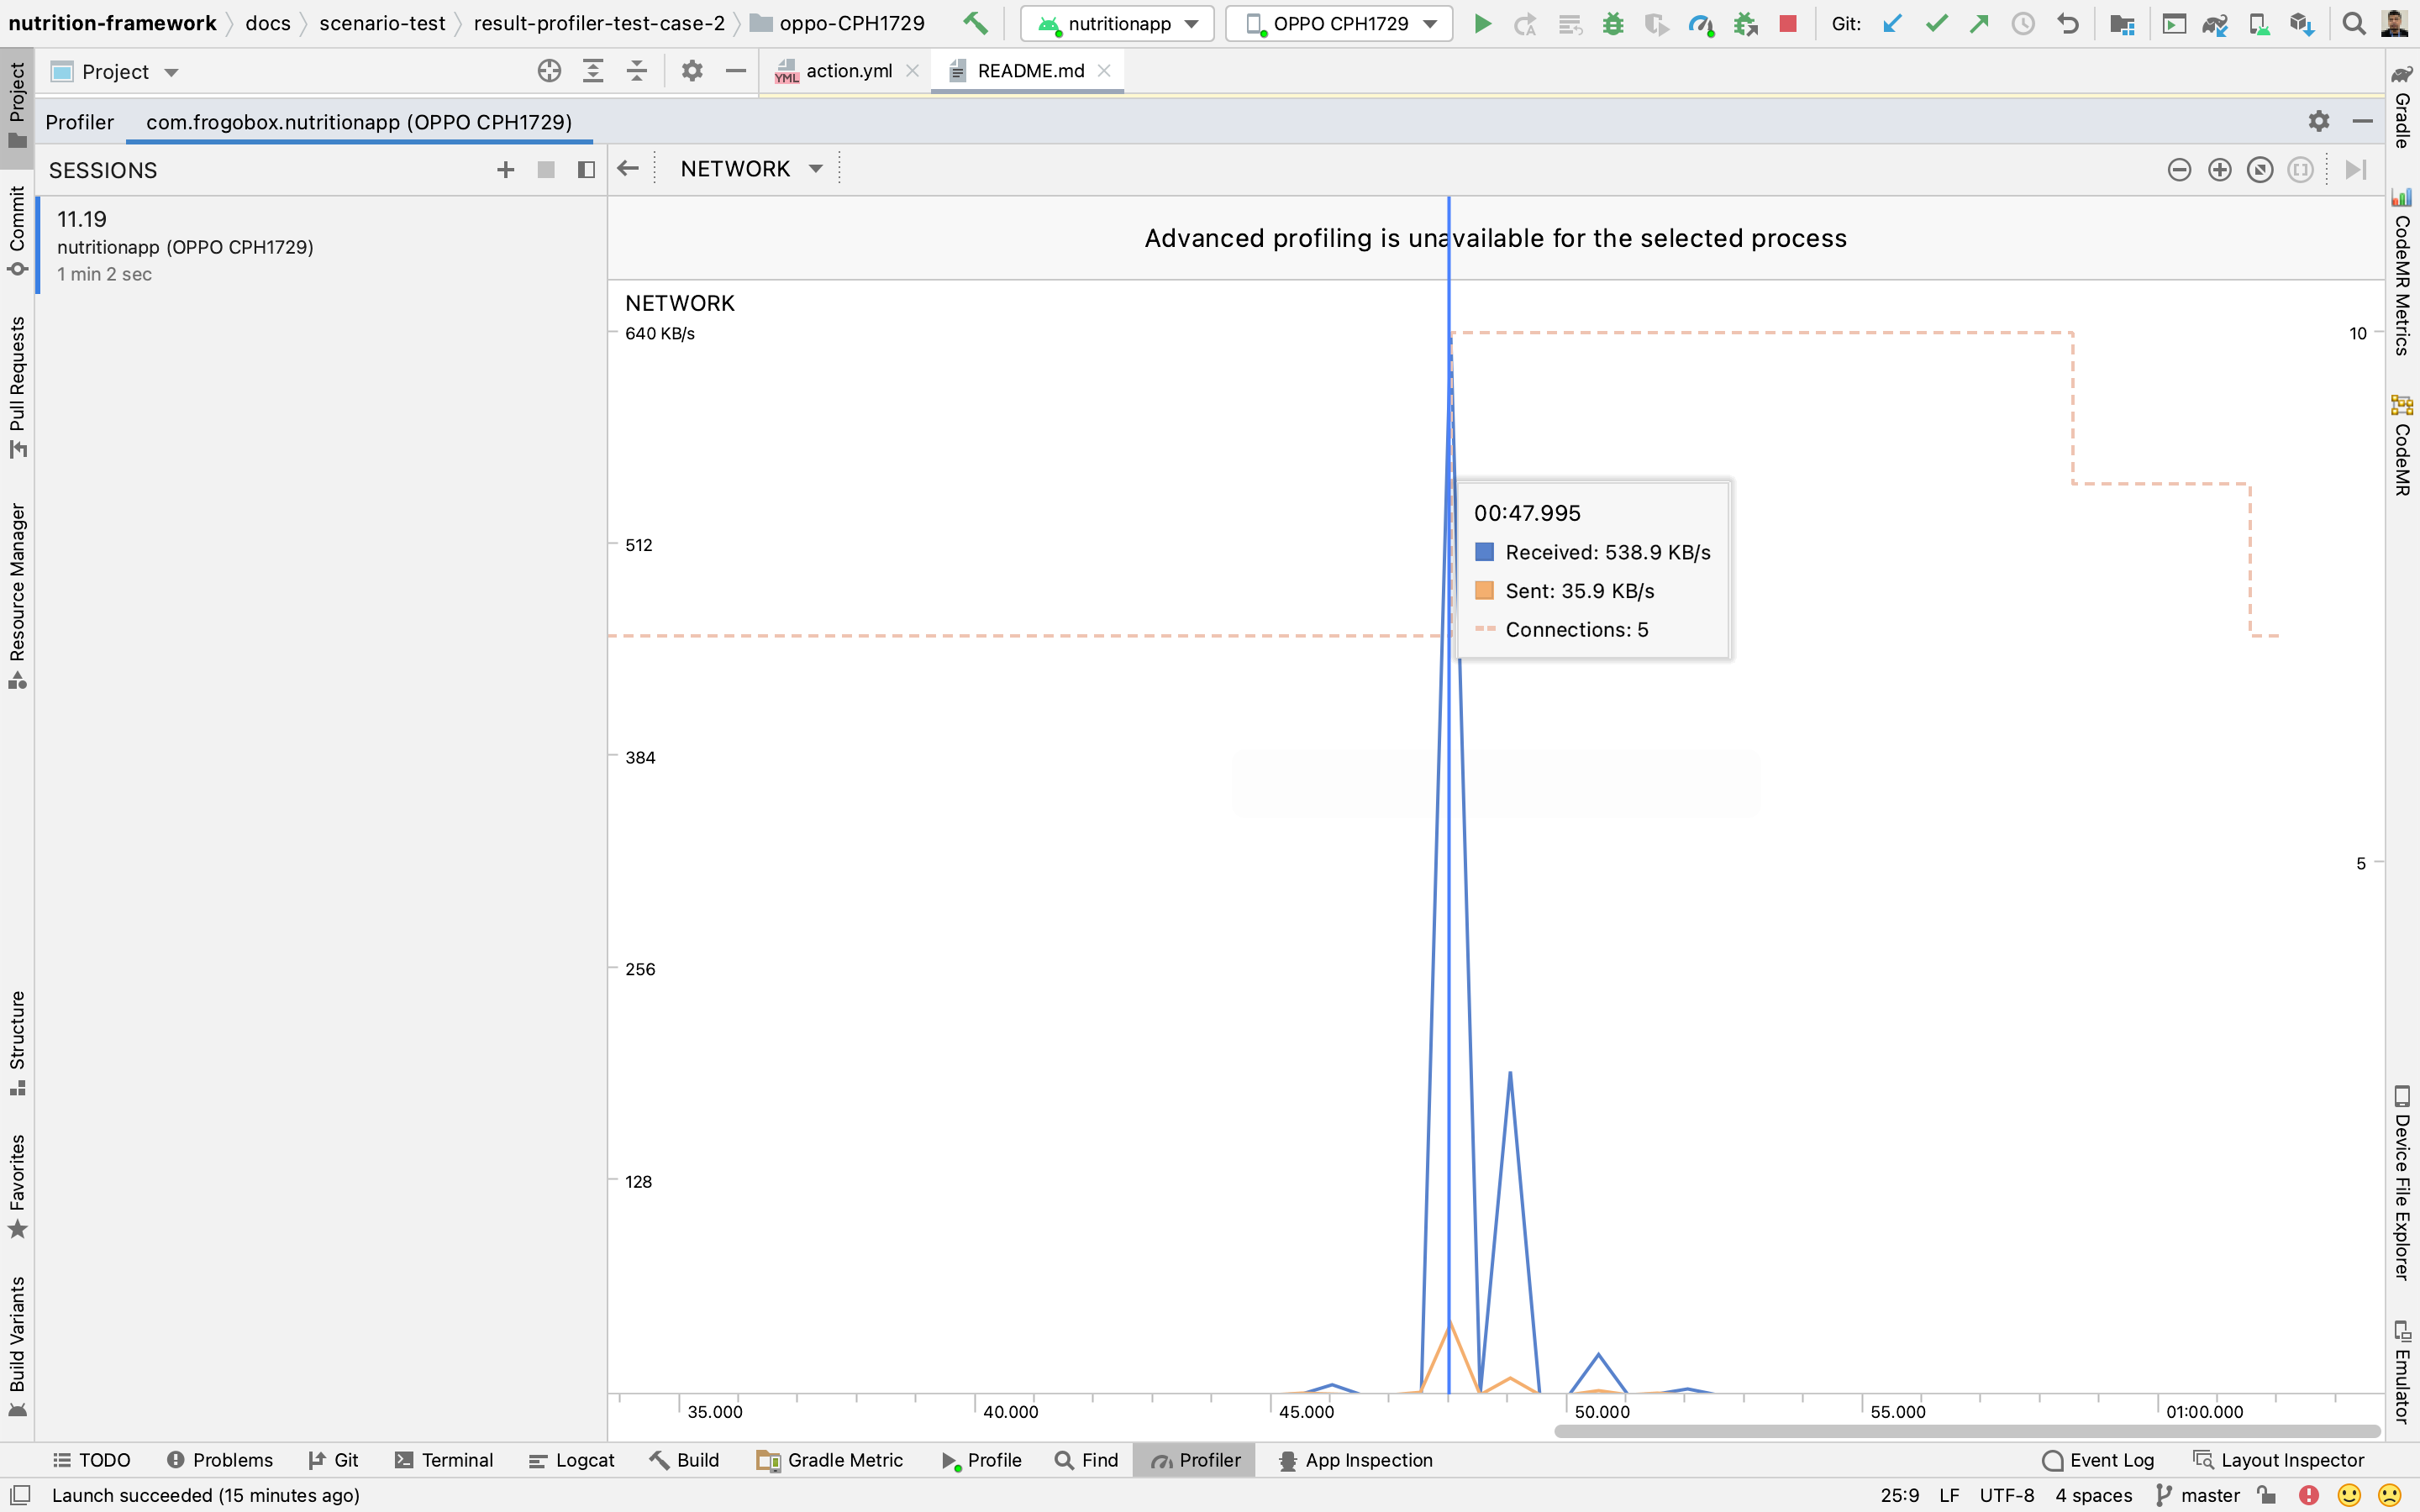 nutrition-framework docs scenario-test result-profiler-test-case-2 oppo-CPH1729 nutritionapp OPPO CPH1729 Git:
Project
YML action.yml README.md
Profiler com.frogobox.nutritionapp (OPPO CPH1729)
SESSIONS
NETWORK
11.19
nutritionapp (OPPO CPH1729)
1 min 2 sec
Advanced profiling is unavailable for the selected process
NETWORK
640 KB/s
10
00:47.995
Received: 538.9 KB/s
Sent: 35.9 KB/s
Connections: 5
512
384
5
256
128
35.000 40.000 45.000 50.000 55.000 01:00.000
Project
Commit
Pull Requests
Resource Manager
Structure
Favorites
Build Variants
Gradle
CodeMR Metrics
CodeMR
Device File Explorer
Emulator
TODO Problems Git Terminal Logcat Build Gradle Metric Profile Find Profiler App Inspection Event Log Layout Inspector
Launch succeeded (15 minutes ago) 25:9 LF UTF-8 4 spaces master